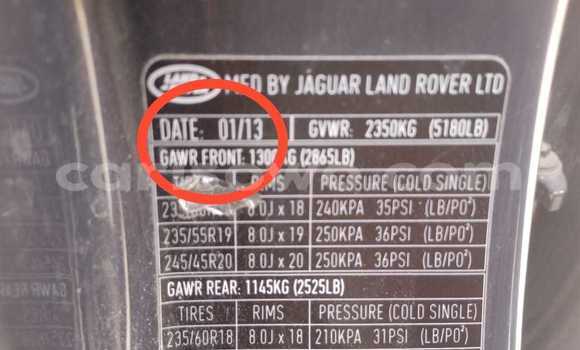 LAND
MFD BY JAGUAR LAND ROVER LTD
DATE: 01/13 GVWR: 2350KG (5180LB)
GAWR FRONT: 1300KG (2865LB)
TIRES RIMS PRESSURE (COLD SINGLE)
8.0J x 18 240KPA 35PSI (LB/PO²)
235/55R19 8.0J x 19 250KPA 36PSI (LB/PO²)
245/45R20 8.0J x 20 250KPA 36PSI (LB/PO²)
GAWR REAR: 1145KG (2525LB)
TIRES RIMS PRESSURE (COLD SINGLE)
235/60R18 8.0J x 18 210KPA 31PSI (LB/PO²)